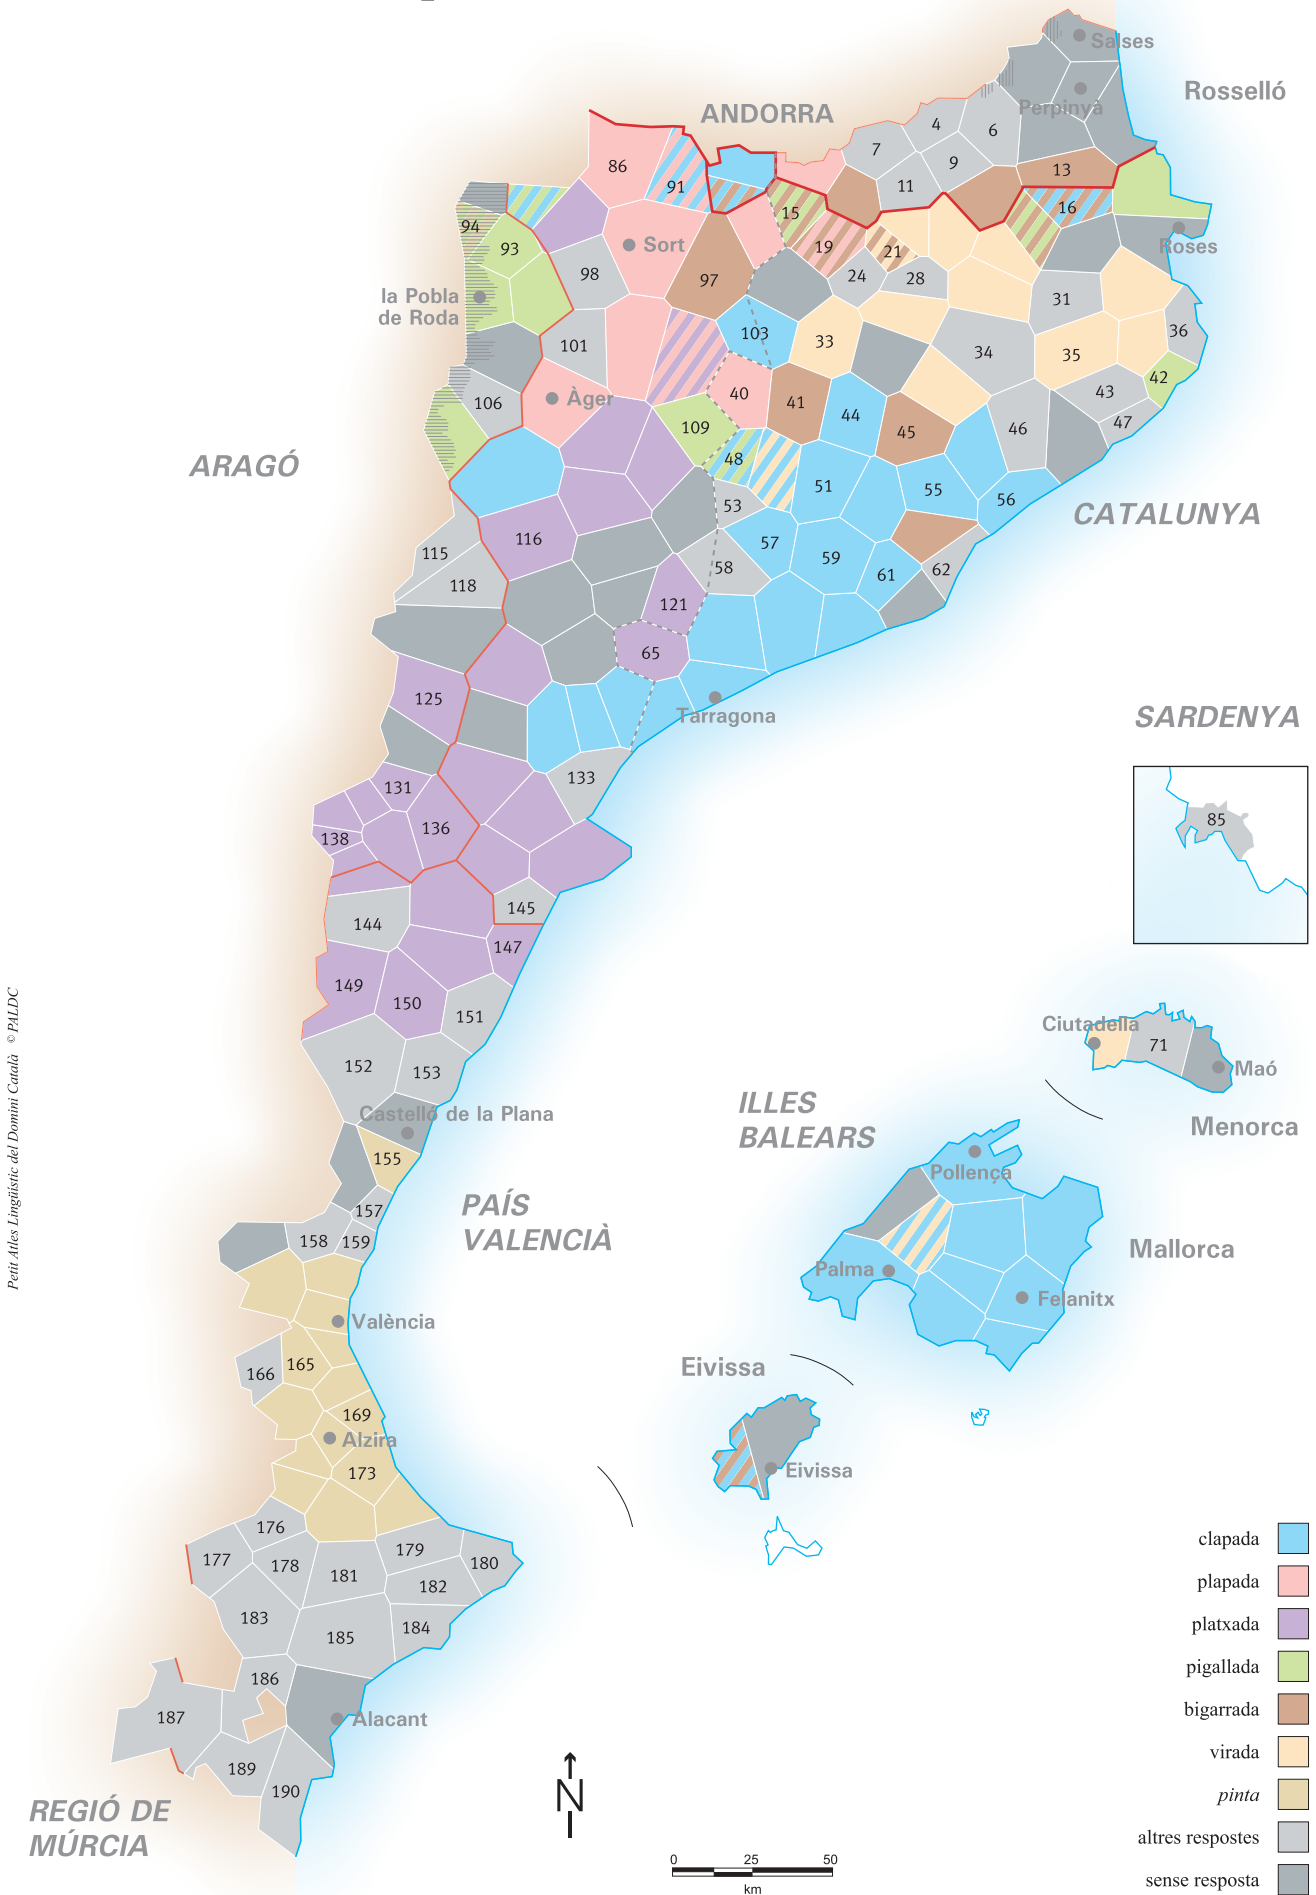 Salses
Rosselló
ANDORRA
Perpinyà
4
6
7
9
86
11
13
91
15
16
94
93
Sort
19
21
Roses
98
97
24
28
la Pobla
de Roda
31
103
36
101
33
34
35
42
40
43
Àger
106
41
44
45
46
47
109
48
ARAGÓ
51
55
56
53
CATALUNYA
116
57
115
59
58
61
62
118
121
65
125
Tarragona
SARDENYA
133
131
85
136
138
145
144
147
149
150
151
Ciutadella
71
Maó
152
153
ILLES
BALEARS
Castelló de la Plana
Menorca
155
Pollença
PAÍS
VALENCIÀ
157
158
159
Mallorca
Palma
Felanitx
València
165
166
Eivissa
169
Alzira
173
Eivissa
176
177
178
179
180
181
182
183
184
185
186
187
Alacant
189
190
REGIÓ DE
MÚRCIA
N
0 25 50
km
clapada
plapada
platxada
pigallada
bigarrada
virada
pinta
altres respostes
sense resposta
Petit Atles Lingüístic del Domini Català © PALDC